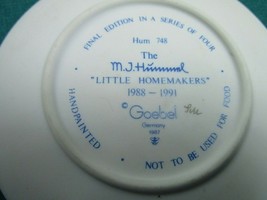 FINAL EDITION IN A SERIES OF FOUR
Hum 748
The
M.J. Hummel
"LITTLE HOMEMAKERS"
1988 - 1991
© Goebel
Germany
HANDPAINTED
NOT TO BE USED FOR FOOD